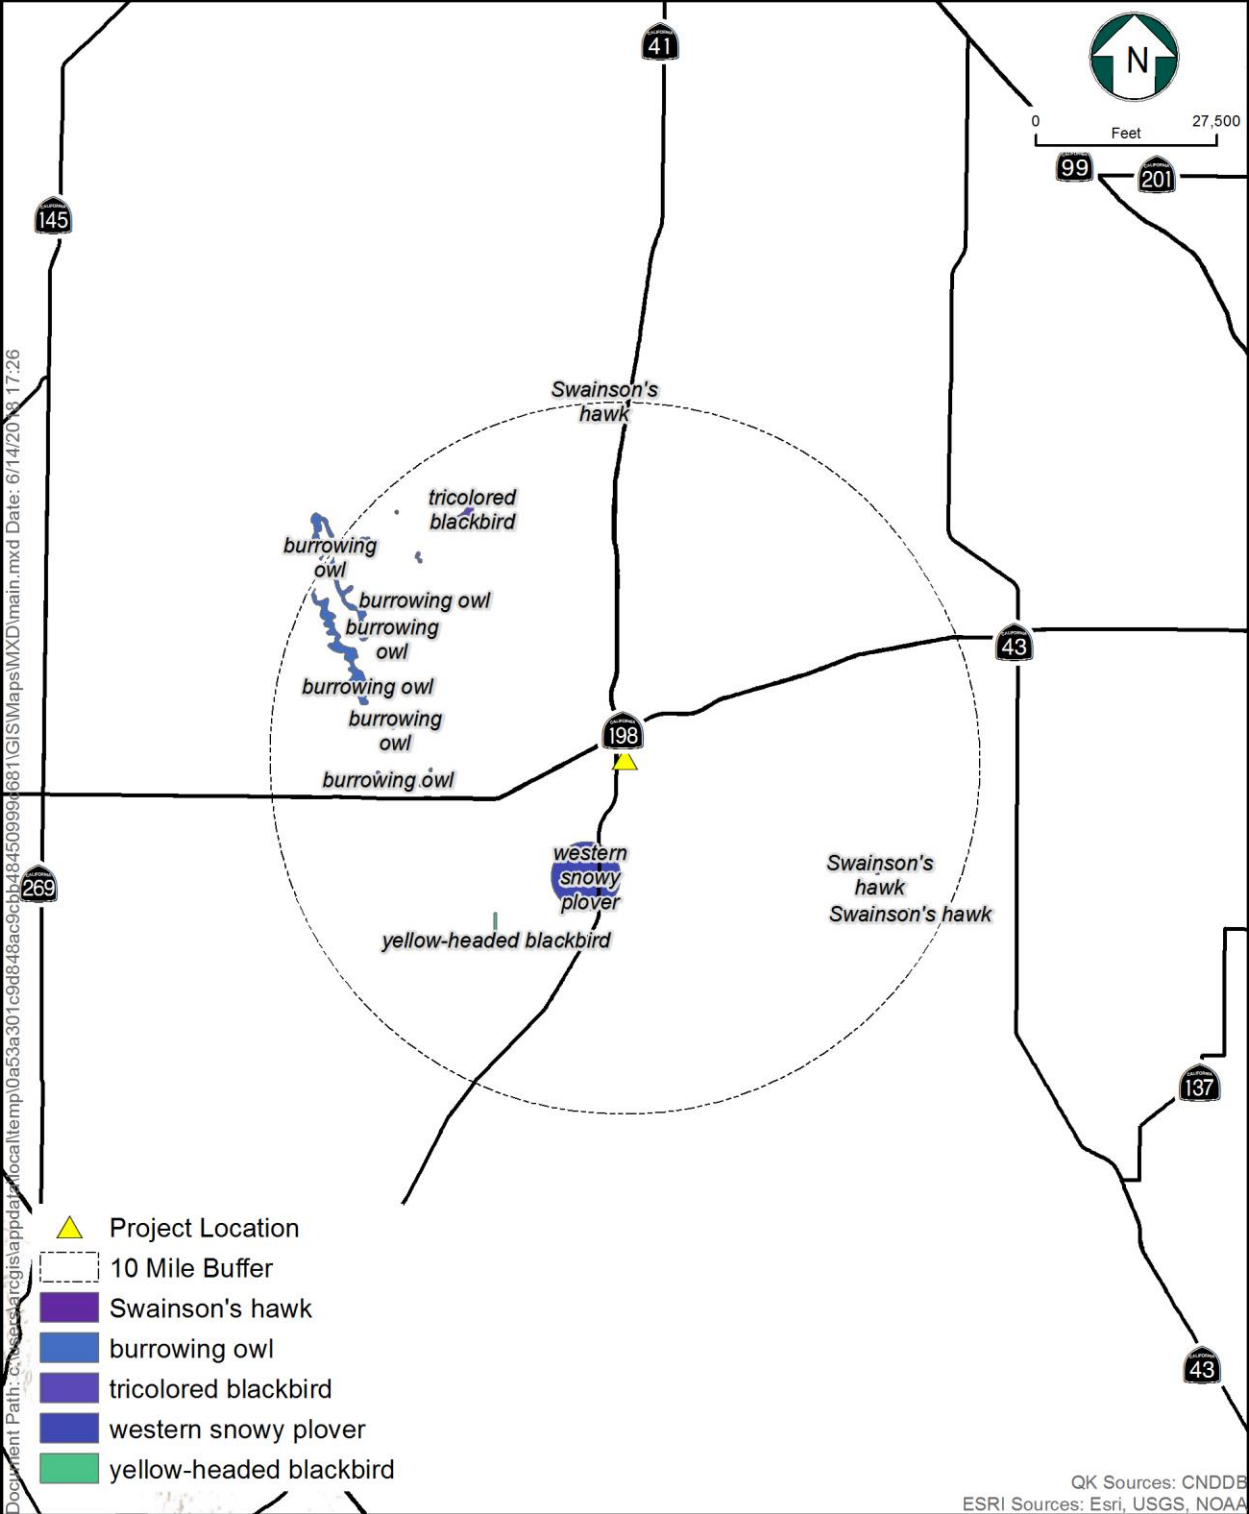 41
N
0
27,500
Feet
99
201
145
Swainson's
hawk
tricolored
blackbird
burrowing
owl
burrowing owl
burrowing
owl
burrowing owl
burrowing
owl
burrowing owl
43
198
western
snowy
plover
yellow-headed blackbird
Swainson's
hawk
Swainson's hawk
269
137
43
Project Location
10 Mile Buffer
Swainson's hawk
burrowing owl
tricolored blackbird
western snowy plover
yellow-headed blackbird
QK Sources: CNDDB
ESRI Sources: Esri, USGS, NOAA